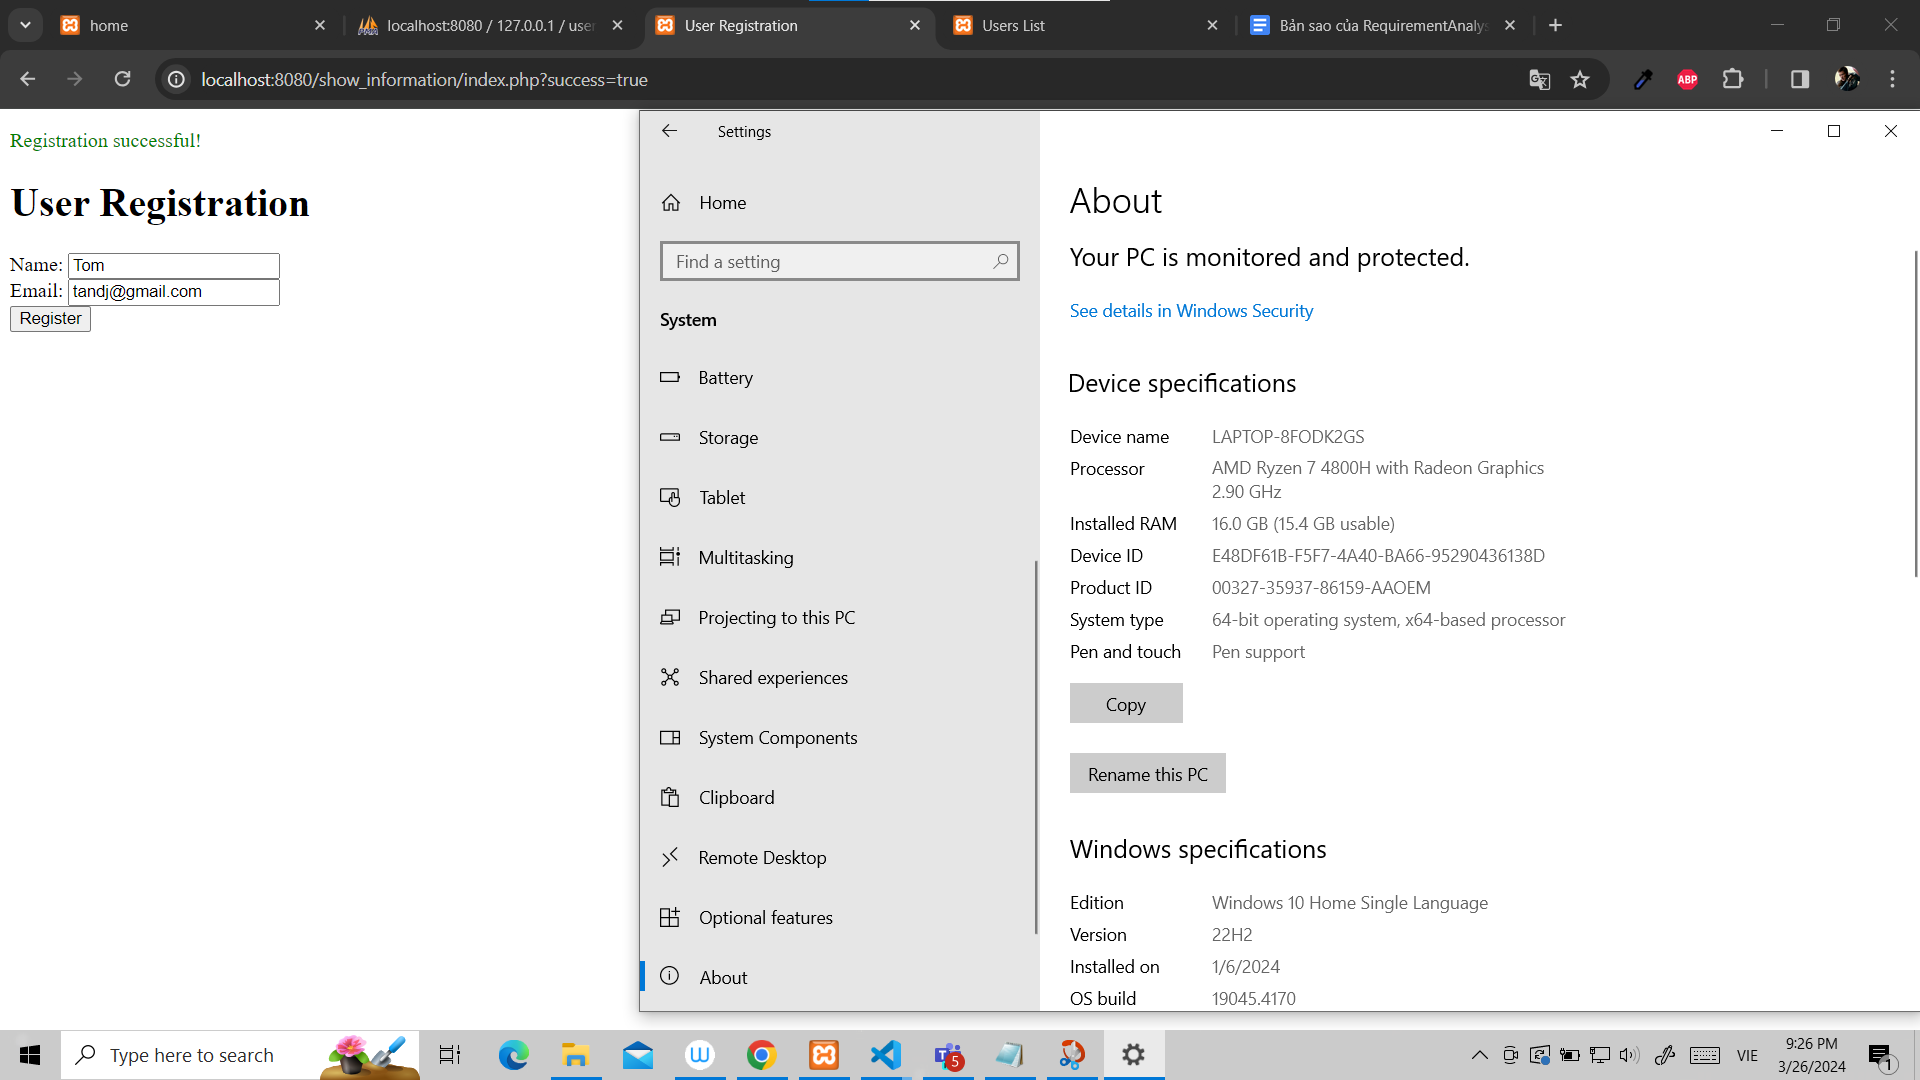 home
localhost:8080 / 127.0.0.1 / user
User Registration
Users List
Bản sao của RequirementAnalys
localhost:8080/show_information/index.php?success=true
ABP
Registration successful!
User Registration
Name: Tom
Email: tandj@gmail.com
Register
Settings
Home
Find a setting
System
Battery
Storage
Tablet
Multitasking
Projecting to this PC
Shared experiences
System Components
Clipboard
Remote Desktop
Optional features
About
About
Your PC is monitored and protected.
See details in Windows Security
Device specifications
Device name LAPTOP-8FODK2GS
Processor AMD Ryzen 7 4800H with Radeon Graphics
2.90 GHz
Installed RAM 16.0 GB (15.4 GB usable)
Device ID E48DF61B-F5F7-4A40-BA66-95290436138D
Product ID 00327-35937-86159-AAOEM
System type 64-bit operating system, x64-based processor
Pen and touch Pen support
Copy
Rename this PC
Windows specifications
Edition Windows 10 Home Single Language
Version 22H2
Installed on 1/6/2024
OS build 19045.4170
Type here to search
5
VIE
9:26 PM
3/26/2024
1